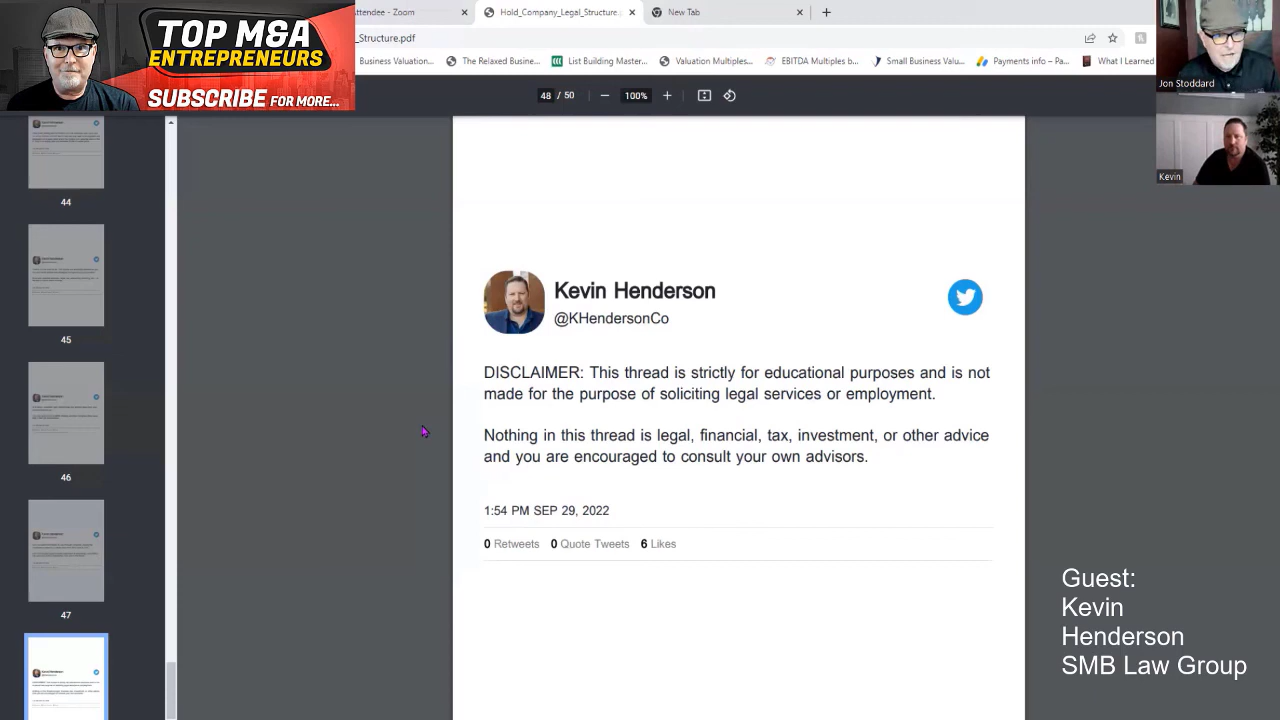 TOP M&A
ENTREPRENEURS
SUBSCRIBE FOR MORE...
ttendee - Zoom
Hold_Company_Legal_Structure.
New Tab
_Structure.pdf
Business Valuation...
The Relaxed Busine...
List Building Master...
Valuation Multiples...
EBITDA Multiples b...
Small Business Valu...
Payments info – Pa...
What I Learned
48 / 50
100%
Jon Stoddard
Kevin
44
45
46
47
Kevin Henderson
@KHendersonCo
DISCLAIMER: This thread is strictly for educational purposes and is not
made for the purpose of soliciting legal services or employment.
Nothing in this thread is legal, financial, tax, investment, or other advice
and you are encouraged to consult your own advisors.
1:54 PM SEP 29, 2022
0 Retweets 0 Quote Tweets 6 Likes
Guest:
Kevin
Henderson
SMB Law Group